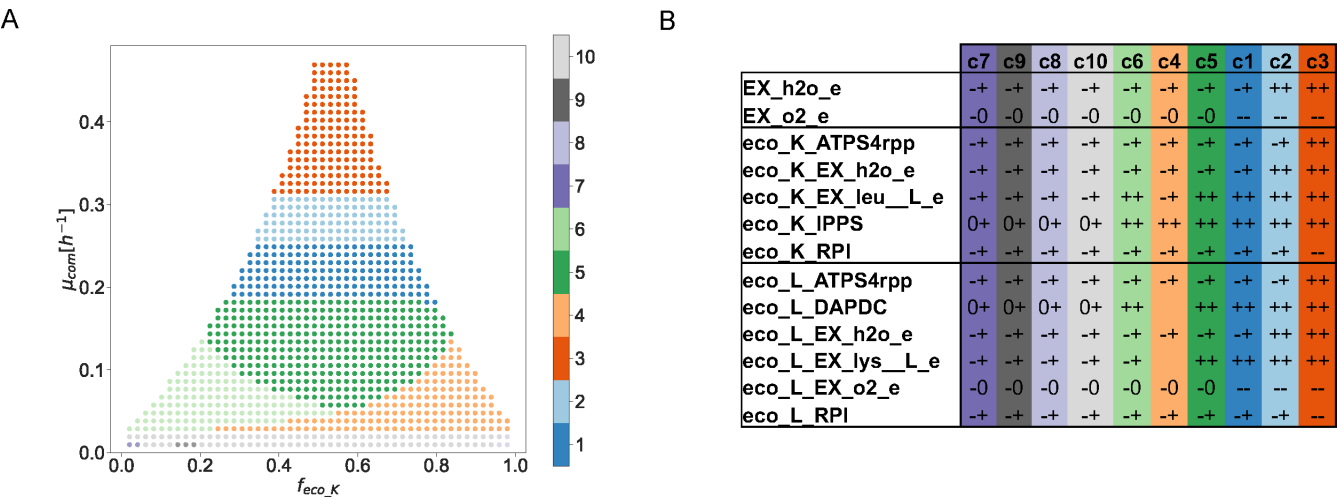 A
μcom[h⁻¹]
0.4
0.3
0.2
0.1
0.0
0.0 0.2 0.4 0.6 0.8 1.0
feco_K
10
9
8
7
6
5
4
3
2
1
B
c7 c9 c8 c10 c6 c4 c5 c1 c2 c3
EX_h2o_e -+ -+ -+ -+ -+ -+ -+ -+ ++ ++
EX_o2_e -0 -0 -0 -0 -0 -0 -0 -- -- --
eco_K_ATPS4rpp -+ -+ -+ -+ -+ -+ -+ -+ -+ ++
eco_K_EX_h2o_e -+ -+ -+ -+ -+ -+ -+ -+ ++ ++
eco_K_EX_leu__L_e -+ -+ -+ -+ ++ -+ ++ ++ ++ ++
eco_K_IPPS 0+ 0+ 0+ 0+ ++ ++ ++ ++ ++ ++
eco_K_RPI -+ -+ -+ -+ -+ -+ -+ -+ -+ --
eco_L_ATPS4rpp -+ -+ -+ -+ -+ -+ -+ -+ -+ ++
eco_L_DAPDC 0+ 0+ 0+ 0+ ++ ++ ++ ++ ++
eco_L_EX_h2o_e -+ -+ -+ -+ -+ -+ -+ -+ ++ ++
eco_L_EX_lys__L_e -+ -+ -+ -+ -+ ++ ++ ++ ++
eco_L_EX_o2_e -0 -0 -0 -0 -0 -0 -0 -- -- --
eco_L_RPI -+ -+ -+ -+ -+ -+ -+ -+ -+ --